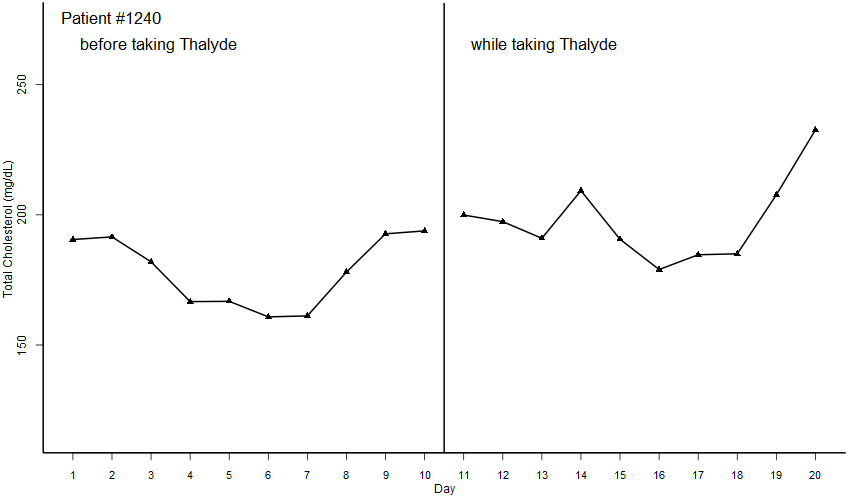 Patient #1240
before taking Thalyde
while taking Thalyde
Total Cholesterol (mg/dL)
250
200
150
1 2 3 4 5 6 7 8 9 10 11 12 13 14 15 16 17 18 19 20
Day